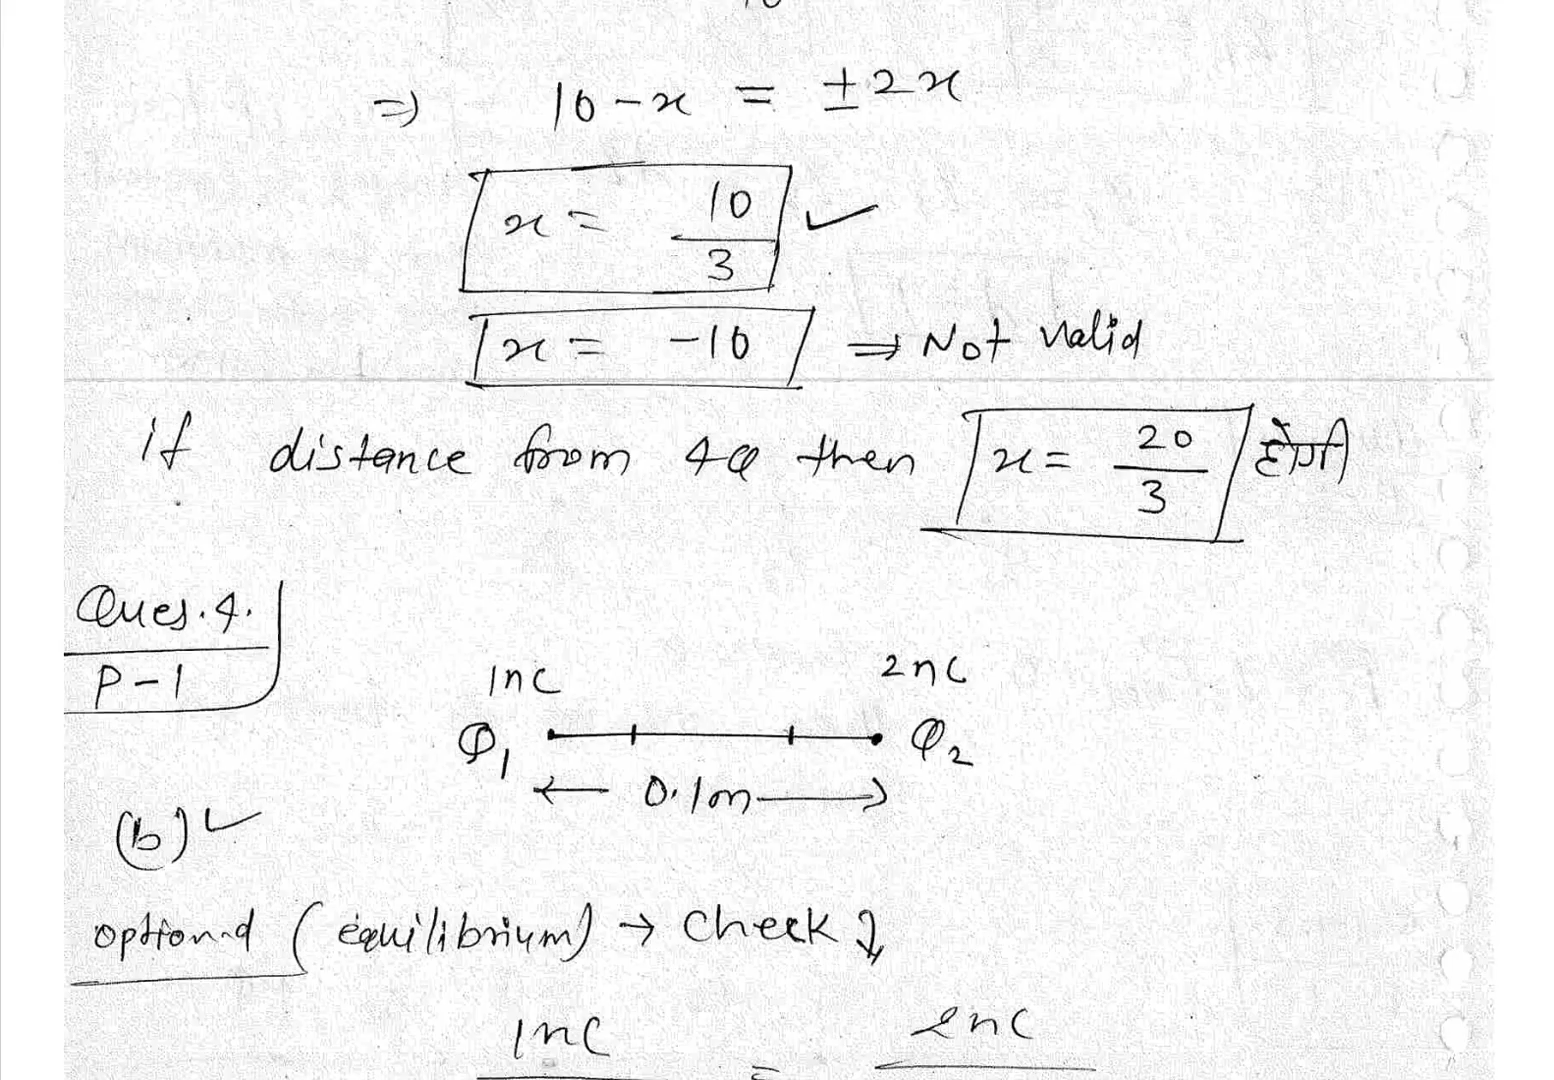 ⇒ 10-x = ±2x
x = 10/3 ✓
x = -10 ⇒ Not valid
if distance from 4Q then x = 20/3 होगी
Ques.4.
P-1
1nC 2nC
Q₁ Q₂
← 0.1m →
(b) ✓
option-d (equilibrium) → Check
1nC = 2nC